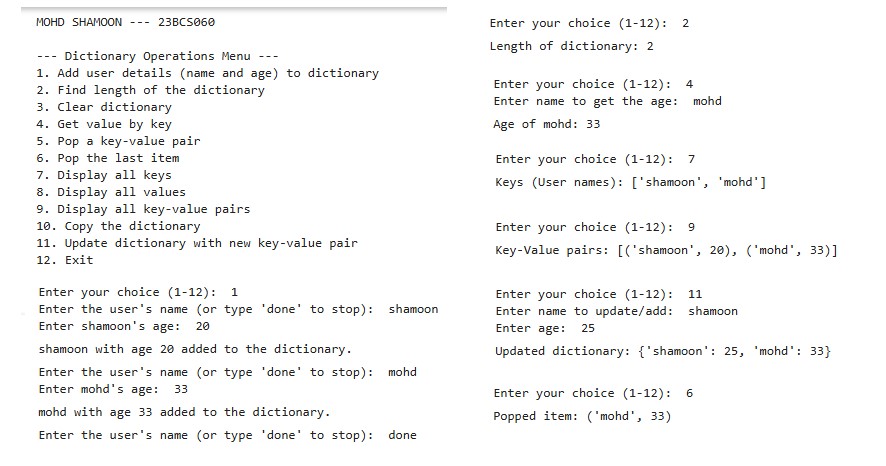 MOHD SHAMOON --- 23BCS060
--- Dictionary Operations Menu ---
1. Add user details (name and age) to dictionary
2. Find length of the dictionary
3. Clear dictionary
4. Get value by key
5. Pop a key-value pair
6. Pop the last item
7. Display all keys
8. Display all values
9. Display all key-value pairs
10. Copy the dictionary
11. Update dictionary with new key-value pair
12. Exit
Enter your choice (1-12): 1
Enter the user's name (or type 'done' to stop): shamoon
Enter shamoon's age: 20
shamoon with age 20 added to the dictionary.
Enter the user's name (or type 'done' to stop): mohd
Enter mohd's age: 33
mohd with age 33 added to the dictionary.
Enter the user's name (or type 'done' to stop): done
Enter your choice (1-12): 2
Length of dictionary: 2
Enter your choice (1-12): 4
Enter name to get the age: mohd
Age of mohd: 33
Enter your choice (1-12): 7
Keys (User names): ['shamoon', 'mohd']
Enter your choice (1-12): 9
Key-Value pairs: [('shamoon', 20), ('mohd', 33)]
Enter your choice (1-12): 11
Enter name to update/add: shamoon
Enter age: 25
Updated dictionary: {'shamoon': 25, 'mohd': 33}
Enter your choice (1-12): 6
Popped item: ('mohd', 33)